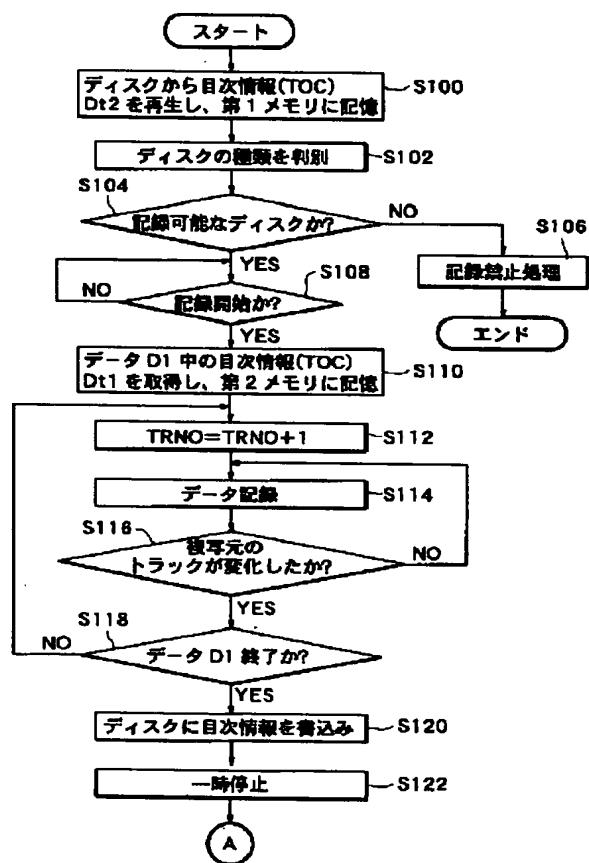 スタート
ディスクから目次情報(TOC)
Dt2 を再生し、第1メモリに記憶
S100
ディスクの種類を判別
S102
S104
記録可能なディスクか?
NO
YES
S106
記録禁止処理
エンド
S108
記録開始か?
NO
YES
データ D1 中の目次情報(TOC)
Dt1 を取得し、第2メモリに記憶
S110
TRNO=TRNO+1
S112
データ記録
S114
S116
複写元の
トラックが変化したか?
NO
YES
S118
データ D1 終了か?
NO
YES
ディスクに目次情報を書込み
S120
一時停止
S122
A